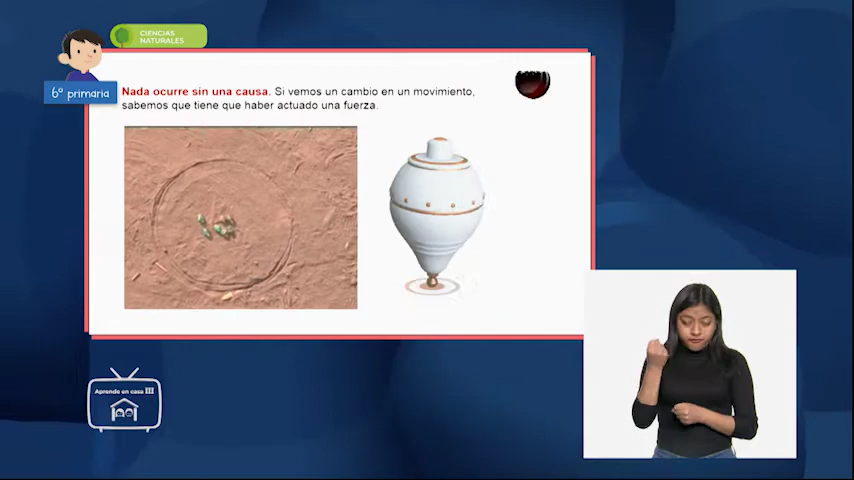 CIENCIAS
NATURALES
6º primaria
Nada ocurre sin una causa. Si vemos un cambio en un movimiento,
sabemos que tiene que haber actuado una fuerza.
Aprende en casa III